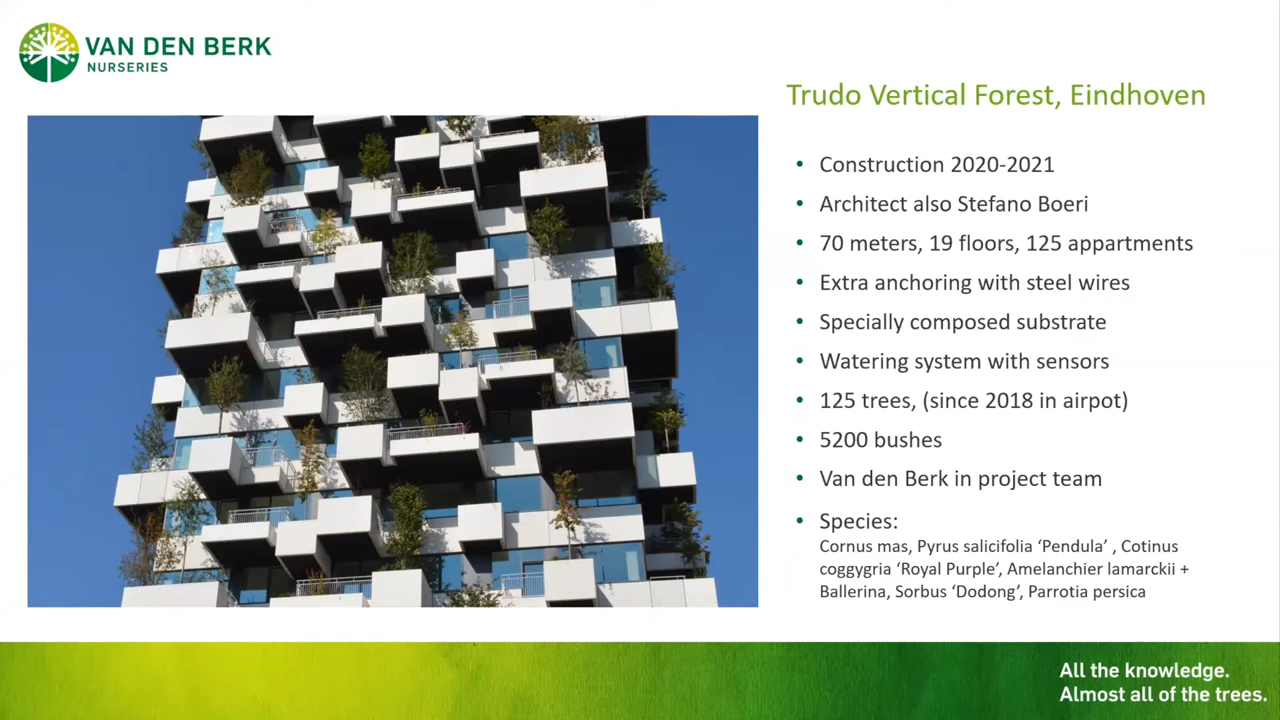 VAN DEN BERK
NURSERIES
Trudo Vertical Forest, Eindhoven
• Construction 2020-2021
• Architect also Stefano Boeri
• 70 meters, 19 floors, 125 appartments
• Extra anchoring with steel wires
• Specially composed substrate
• Watering system with sensors
• 125 trees, (since 2018 in airpot)
• 5200 bushes
• Van den Berk in project team
• Species:
Cornus mas, Pyrus salicifolia ‘Pendula’ , Cotinus
coggygria ‘Royal Purple’, Amelanchier lamarckii +
Ballerina, Sorbus ‘Dodong’, Parrotia persica
All the knowledge.
Almost all of the trees.